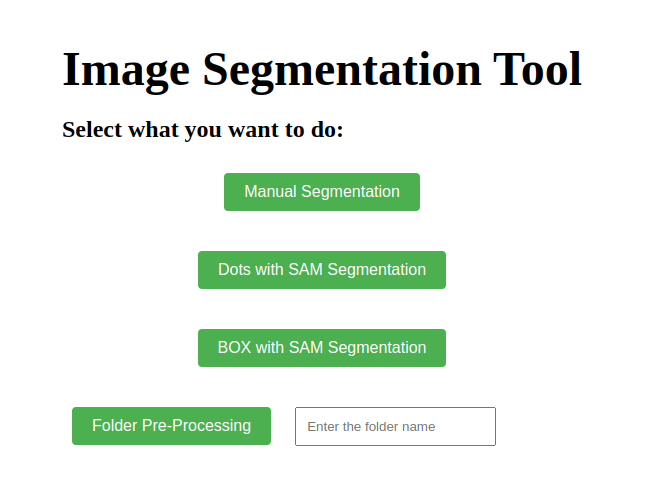 Image Segmentation Tool
Select what you want to do:
Manual Segmentation
Dots with SAM Segmentation
BOX with SAM Segmentation
Folder Pre-Processing Enter the folder name